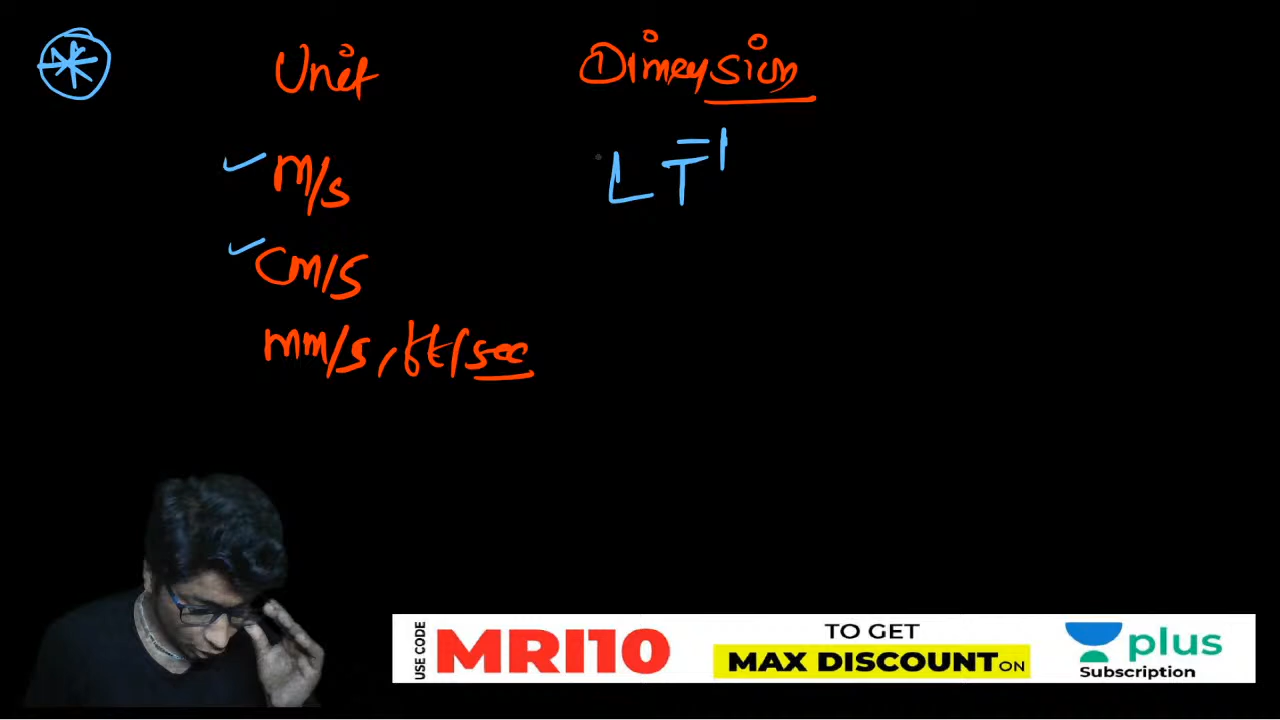 Unit Dimension
m/s LT⁻¹
cm/s
mm/s, ft/sec
USE CODE MRI10 TO GET MAX DISCOUNT ON plus Subscription